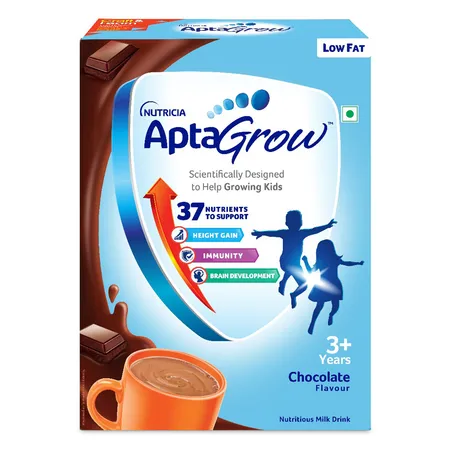 LOW FAT
NUTRICIA
AptaGrow™
Scientifically Designed
to Help Growing Kids
37 NUTRIENTS
TO SUPPORT
HEIGHT GAIN
IMMUNITY
BRAIN DEVELOPMENT
3+
Years
Chocolate
Flavour
Nutritious Milk Drink